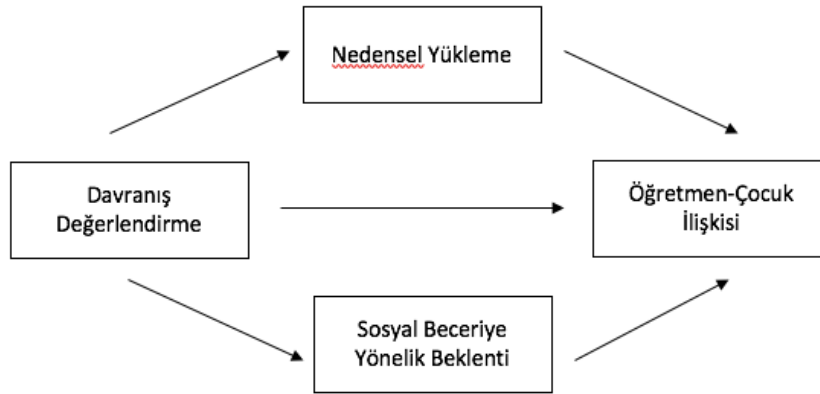 Nedensel Yükleme
Davranış
Değerlendirme
Öğretmen-Çocuk
İlişkisi
Sosyal Beceriye
Yönelik Beklenti